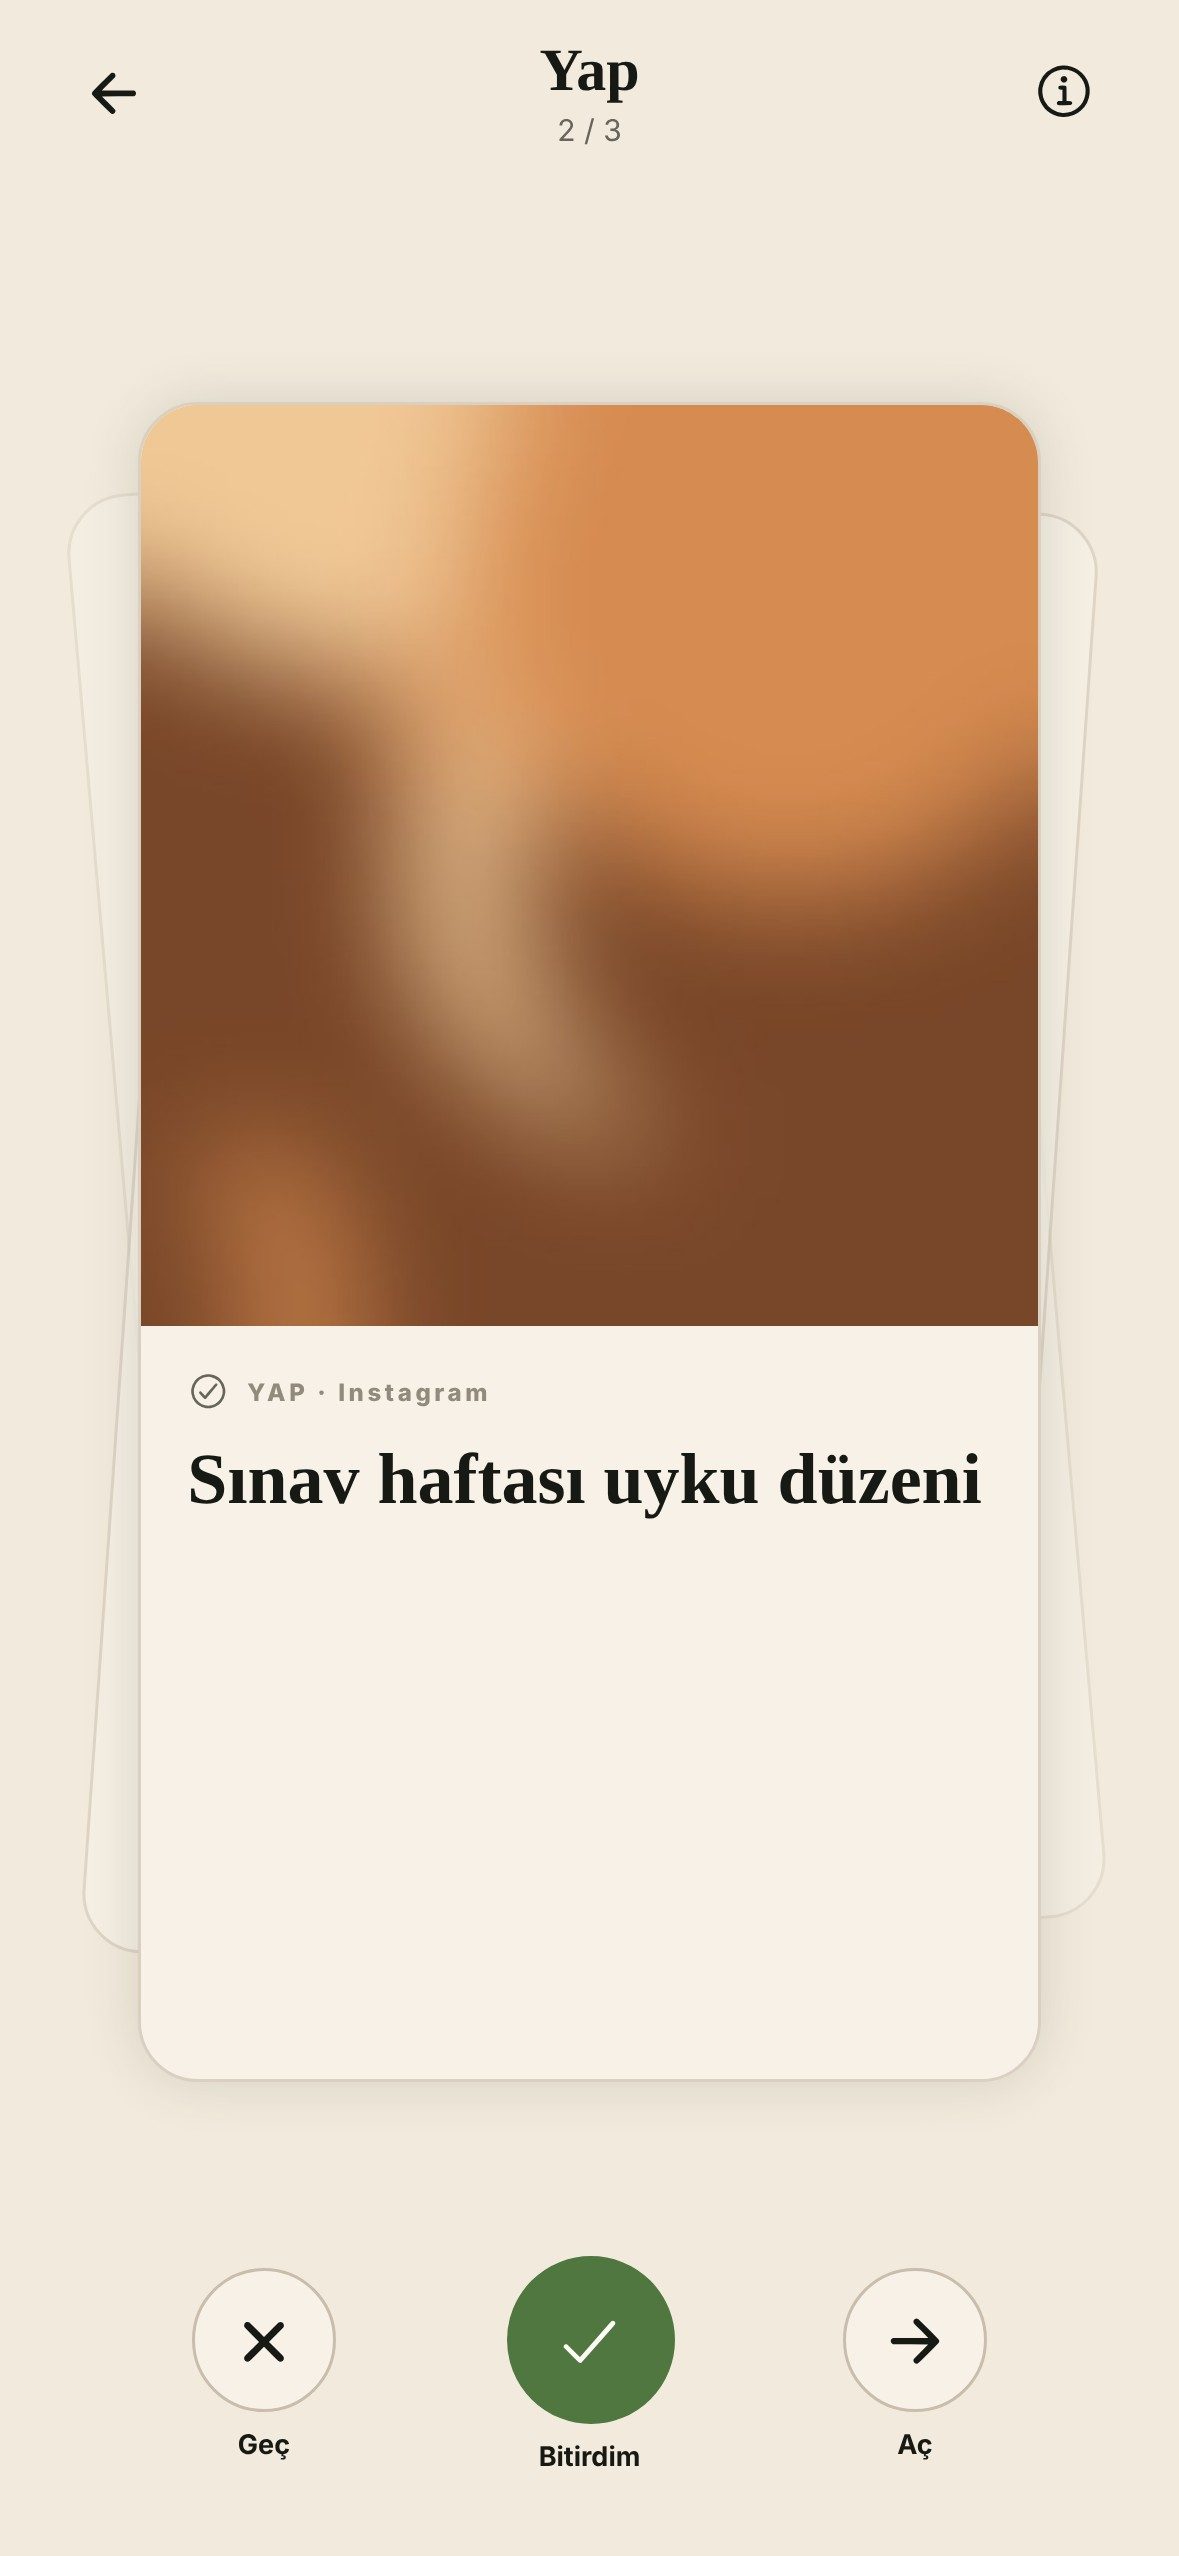 Yap
2 / 3
YAP · Instagram
Sınav haftası uyku düzeni
Geç
Bitirdim
Aç